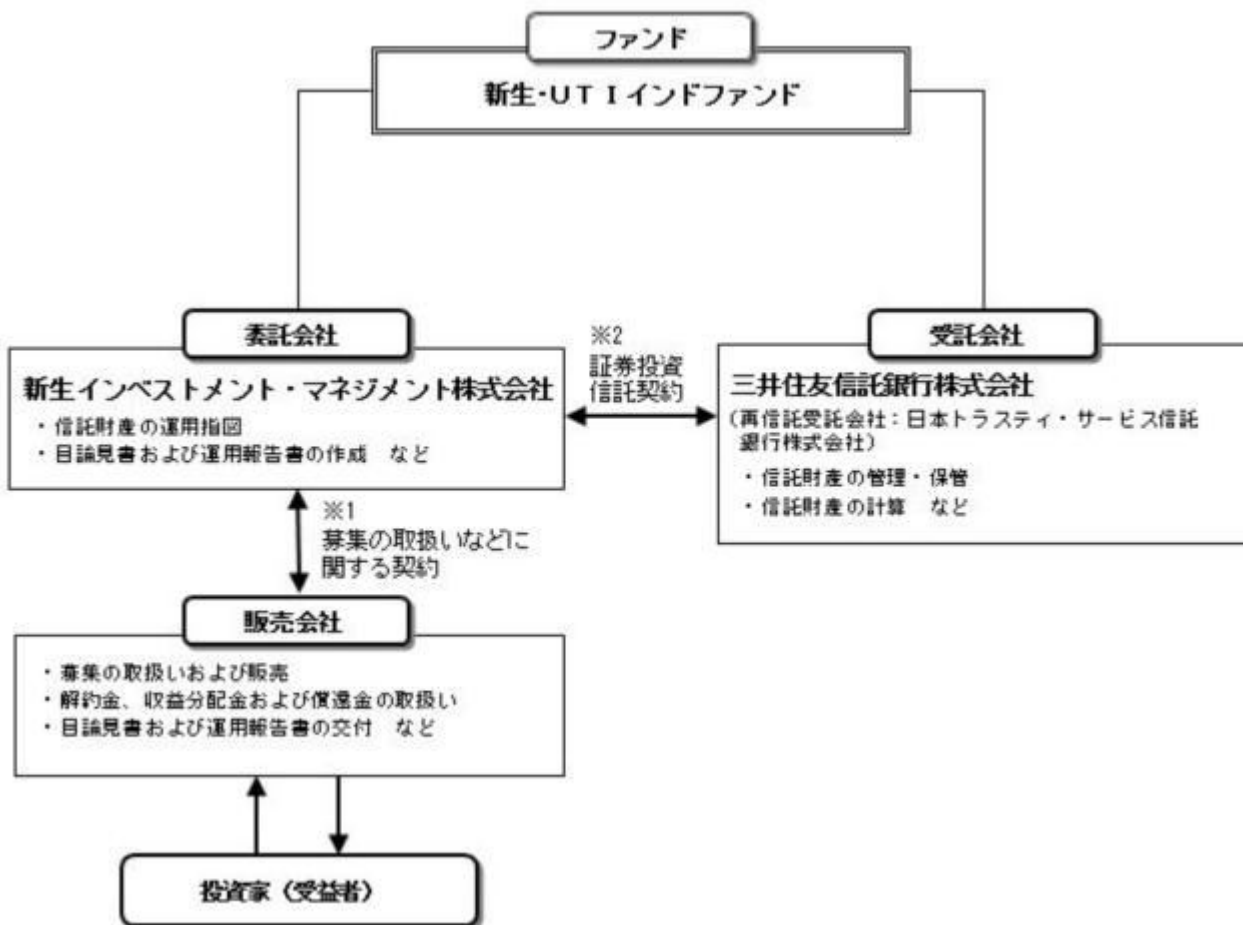 ファンド
新生・UTIインドファンド
委託会社
新生インベストメント・マネジメント株式会社
・信託財産の運用指図
・目論見書および運用報告書の作成　など
※2
証券投資
信託契約
受託会社
三井住友信託銀行株式会社
(再信託受託会社：日本トラスティ・サービス信託
銀行株式会社)
・信託財産の管理・保管
・信託財産の計算　など
※1
募集の取扱いなどに
関する契約
販売会社
・募集の取扱いおよび販売
・解約金、収益分配金および償還金の取扱い
・目論見書および運用報告書の交付　など
投資家（受益者）